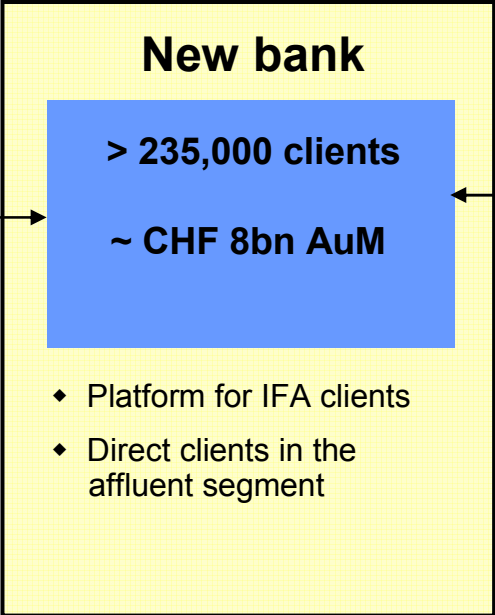 New bank
> 235,000 clients
~ CHF 8bn AuM
◆ Platform for IFA clients
◆ Direct clients in the
affluent segment